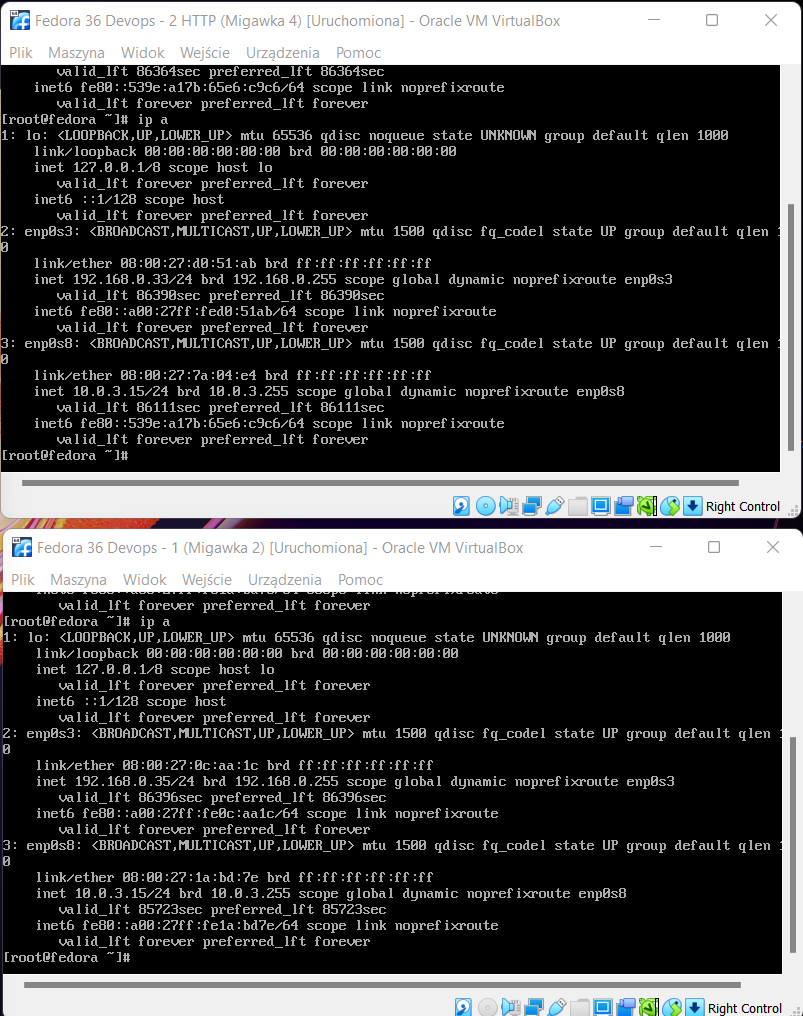 Fedora 36 Devops - 2 HTTP (Migawka 4) [Uruchomiona] - Oracle VM VirtualBox
Plik Maszyna Widok Wejście Urządzenia Pomoc
valid_lft 86364sec preferred_lft 86364sec
inet6 fe80::539e:a17b:65e6:c9c6/64 scope link noprefixroute
valid_lft forever preferred_lft forever
[root@fedora ~]# ip a
1: lo: <LOOPBACK,UP,LOWER_UP> mtu 65536 qdisc noqueue state UNKNOWN group default qlen 1000
link/loopback 00:00:00:00:00:00 brd 00:00:00:00:00:00
inet 127.0.0.1/8 scope host lo
valid_lft forever preferred_lft forever
inet6 ::1/128 scope host
valid_lft forever preferred_lft forever
2: enp0s3: <BROADCAST,MULTICAST,UP,LOWER_UP> mtu 1500 qdisc fq_codel state UP group default qlen 1
0
link/ether 08:00:27:d0:51:ab brd ff:ff:ff:ff:ff:ff
inet 192.168.0.33/24 brd 192.168.0.255 scope global dynamic noprefixroute enp0s3
valid_lft 86390sec preferred_lft 86390sec
inet6 fe80::a00:27ff:fed0:51ab/64 scope link noprefixroute
valid_lft forever preferred_lft forever
3: enp0s8: <BROADCAST,MULTICAST,UP,LOWER_UP> mtu 1500 qdisc fq_codel state UP group default qlen 1
0
link/ether 08:00:27:7a:04:e4 brd ff:ff:ff:ff:ff:ff
inet 10.0.3.15/24 brd 10.0.3.255 scope global dynamic noprefixroute enp0s8
valid_lft 86111sec preferred_lft 86111sec
inet6 fe80::539e:a17b:65e6:c9c6/64 scope link noprefixroute
valid_lft forever preferred_lft forever
[root@fedora ~]#
Right Control
Fedora 36 Devops - 1 (Migawka 2) [Uruchomiona] - Oracle VM VirtualBox
Plik Maszyna Widok Wejście Urządzenia Pomoc
valid_lft forever preferred_lft forever
[root@fedora ~]# ip a
1: lo: <LOOPBACK,UP,LOWER_UP> mtu 65536 qdisc noqueue state UNKNOWN group default qlen 1000
link/loopback 00:00:00:00:00:00 brd 00:00:00:00:00:00
inet 127.0.0.1/8 scope host lo
valid_lft forever preferred_lft forever
inet6 ::1/128 scope host
valid_lft forever preferred_lft forever
2: enp0s3: <BROADCAST,MULTICAST,UP,LOWER_UP> mtu 1500 qdisc fq_codel state UP group default qlen 1
0
link/ether 08:00:27:0c:aa:1c brd ff:ff:ff:ff:ff:ff
inet 192.168.0.35/24 brd 192.168.0.255 scope global dynamic noprefixroute enp0s3
valid_lft 86396sec preferred_lft 86396sec
inet6 fe80::a00:27ff:fe0c:aa1c/64 scope link noprefixroute
valid_lft forever preferred_lft forever
3: enp0s8: <BROADCAST,MULTICAST,UP,LOWER_UP> mtu 1500 qdisc fq_codel state UP group default qlen 1
0
link/ether 08:00:27:1a:bd:7e brd ff:ff:ff:ff:ff:ff
inet 10.0.3.15/24 brd 10.0.3.255 scope global dynamic noprefixroute enp0s8
valid_lft 85723sec preferred_lft 85723sec
inet6 fe80::a00:27ff:fe1a:bd7e/64 scope link noprefixroute
valid_lft forever preferred_lft forever
[root@fedora ~]#
Right Control